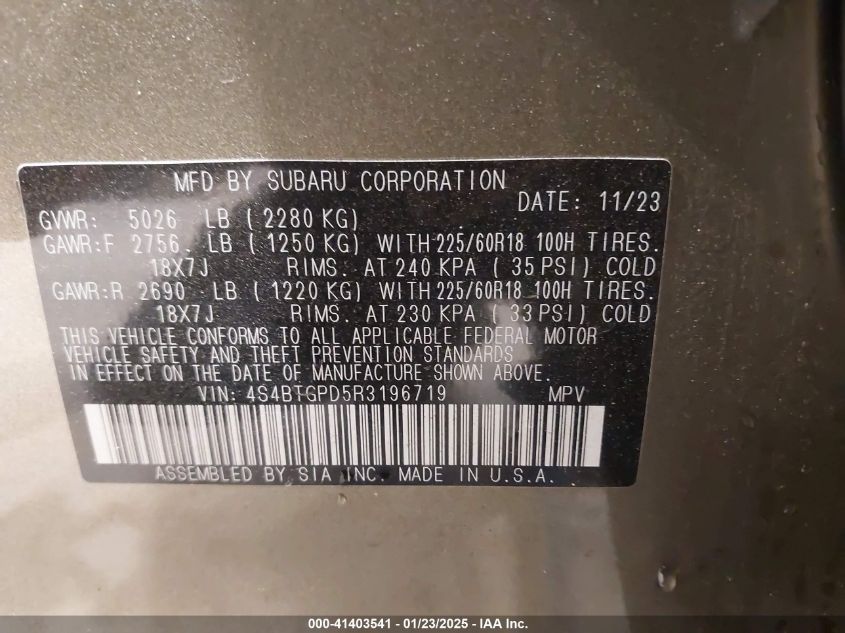 MFD BY SUBARU CORPORATION
DATE: 11/23
GVWR: 5026 LB ( 2280 KG)
GAWR:F 2756. LB ( 1250 KG) WITH 225/60R18 100H TIRES.
18X7J RIMS. AT 240 KPA ( 35 PSI) COLD
GAWR:R 2690 LB ( 1220 KG) WITH 225/60R18 100H TIRES.
18X7J RIMS. AT 230 KPA ( 33 PSI) COLD
THIS VEHICLE CONFORMS TO ALL APPLICABLE FEDERAL MOTOR
VEHICLE SAFETY AND THEFT PREVENTION STANDARDS
IN EFFECT ON THE DATE OF MANUFACTURE SHOWN ABOVE.
VIN: 4S4BTGPD5R3196719 MPV
ASSEMBLED BY SIA INC. MADE IN U.S.A.
000-41403541 - 01/23/2025 - IAA Inc.